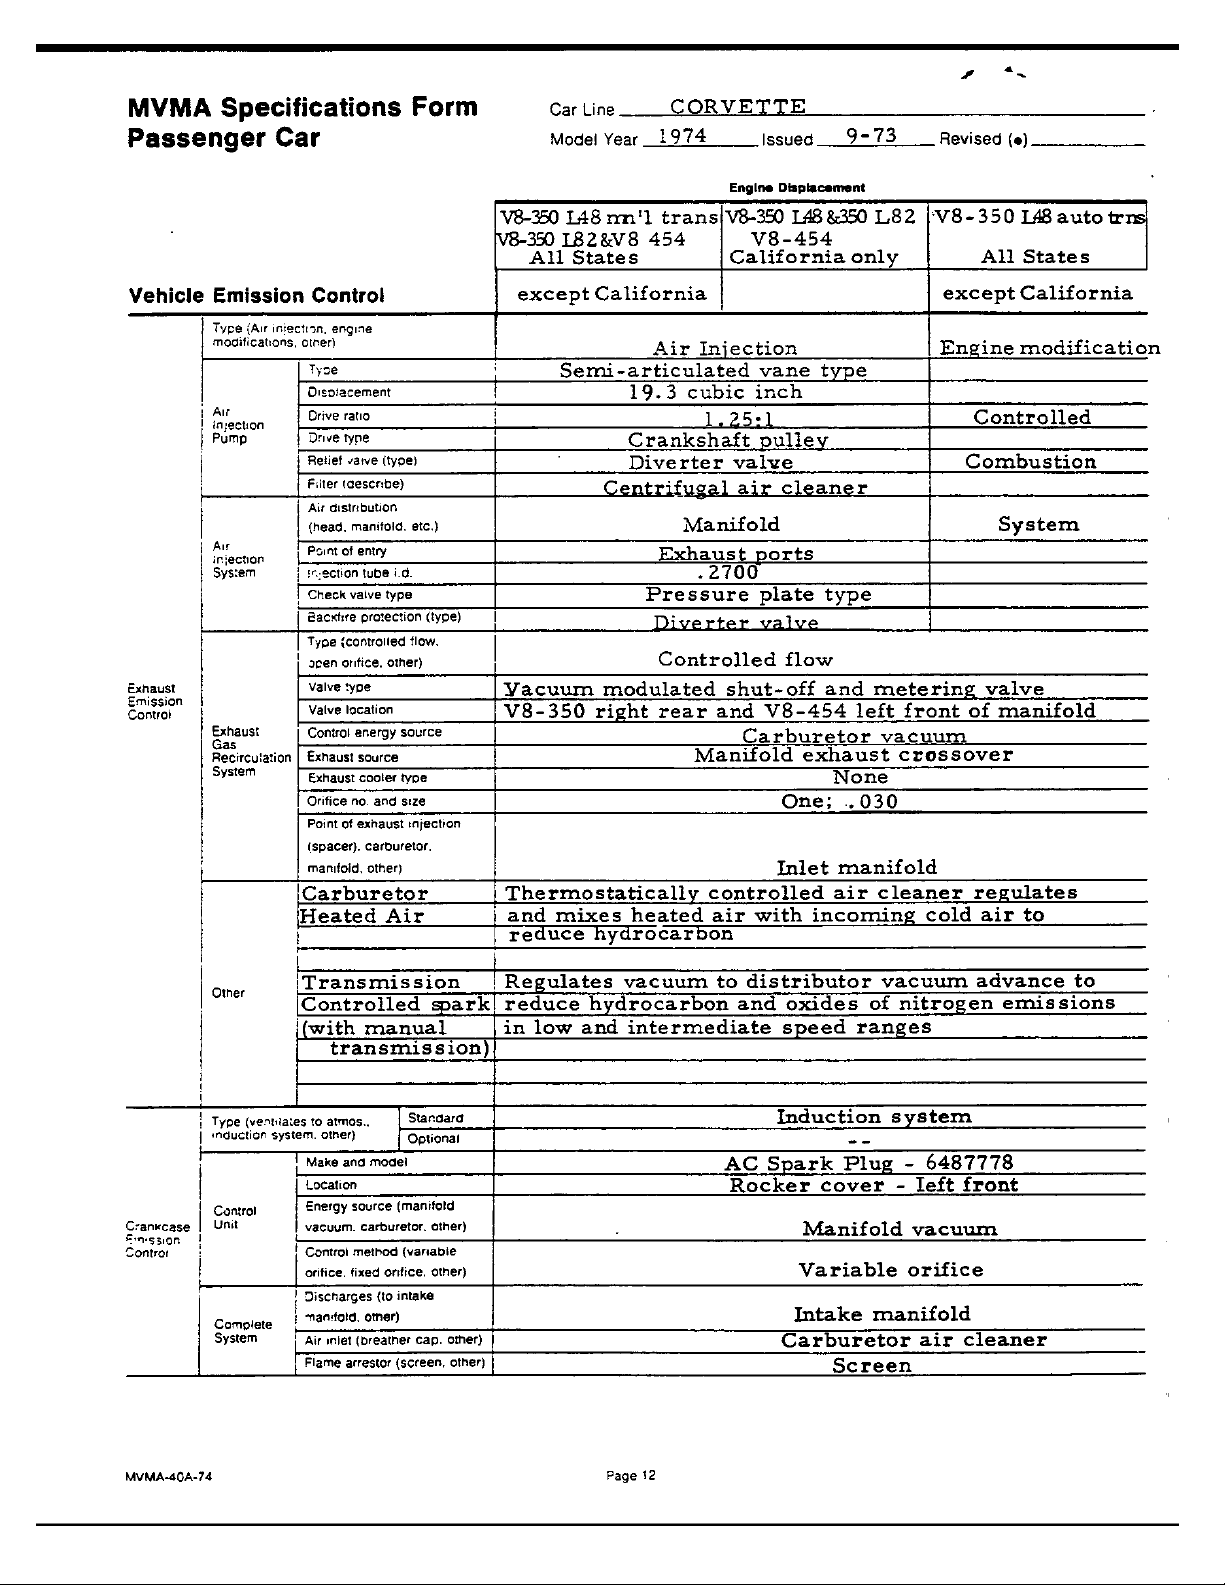 MVMA Specifications Form
Passenger Car
Car Line CORVETTE
Model Year 1974 Issued 9-73 Revised (•)
Engine Displacement
V8-350 L48 mn'l trans V8-350 L48 &350 L82 V8-350 L48 auto trns
V8-350 L82&V8 454 V8-454
All States California only All States
Vehicle Emission Control except California except California
Type (Air injection, engine
modifications, other) Air Injection Engine modification
Type Semi-articulated vane type
Displacement 19.3 cubic inch
Air
Injection
Pump
Drive ratio 1.25:1 Controlled
Drive type Crankshaft pulley
Relief valve (type) Diverter valve Combustion
Filter (describe) Centrifugal air cleaner
Air distribution
(head, manifold, etc.) Manifold System
Air
Injection
System
Point of entry Exhaust ports
Injection tube i.d. .2700
Check valve type Pressure plate type
Backfire protection (type) Diverter valve
Type (controlled flow,
open orifice, other) Controlled flow
Exhaust
Emission
Control
Valve type Vacuum modulated shut-off and metering valve
Valve location V8-350 right rear and V8-454 left front of manifold
Exhaust
Gas
Recirculation
System
Control energy source Carburetor vacuum
Exhaust source Manifold exhaust crossover
Exhaust cooler type None
Orifice no. and size One; .030
Point of exhaust injection
(spacer), carburetor,
manifold, other) Inlet manifold
Carburetor Thermostatically controlled air cleaner regulates
Heated Air and mixes heated air with incoming cold air to
reduce hydrocarbon
Other
Transmission Regulates vacuum to distributor vacuum advance to
Controlled spark reduce hydrocarbon and oxides of nitrogen emissions
(with manual in low and intermediate speed ranges
transmission)
Type (ventilates to atmos., Standard Induction system
induction system, other) Optional --
Crankcase
Emission
Control
Control
Unit
Make and model AC Spark Plug - 6487778
Location Rocker cover - left front
Energy source (manifold
vacuum, carburetor, other) Manifold vacuum
Control method (variable
orifice, fixed orifice, other) Variable orifice
Complete
System
Discharges (to intake
manifold, other) Intake manifold
Air inlet (breather cap, other) Carburetor air cleaner
Flame arrestor (screen, other) Screen
MVMA-40A-74 Page 12